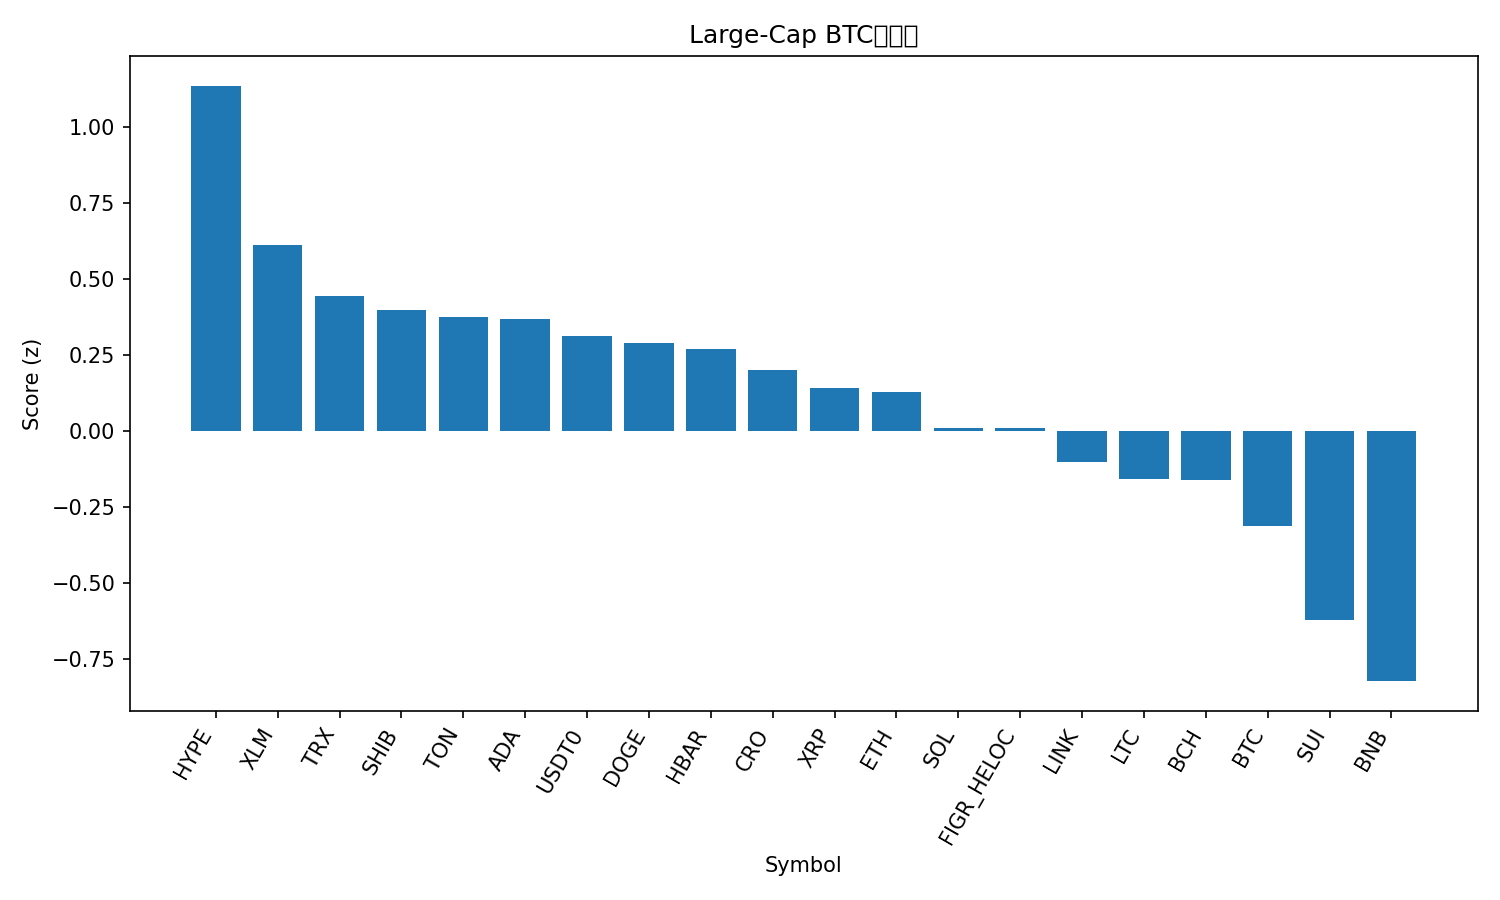 Large-Cap BTC
Score (z)
1.00
0.75
0.50
0.25
0.00
−0.25
−0.50
−0.75
HYPE
XLM
TRX
SHIB
TON
ADA
USDT0
DOGE
HBAR
CRO
XRP
ETH
SOL
FIGR_HELOC
LINK
LTC
BCH
BTC
SUI
BNB
Symbol